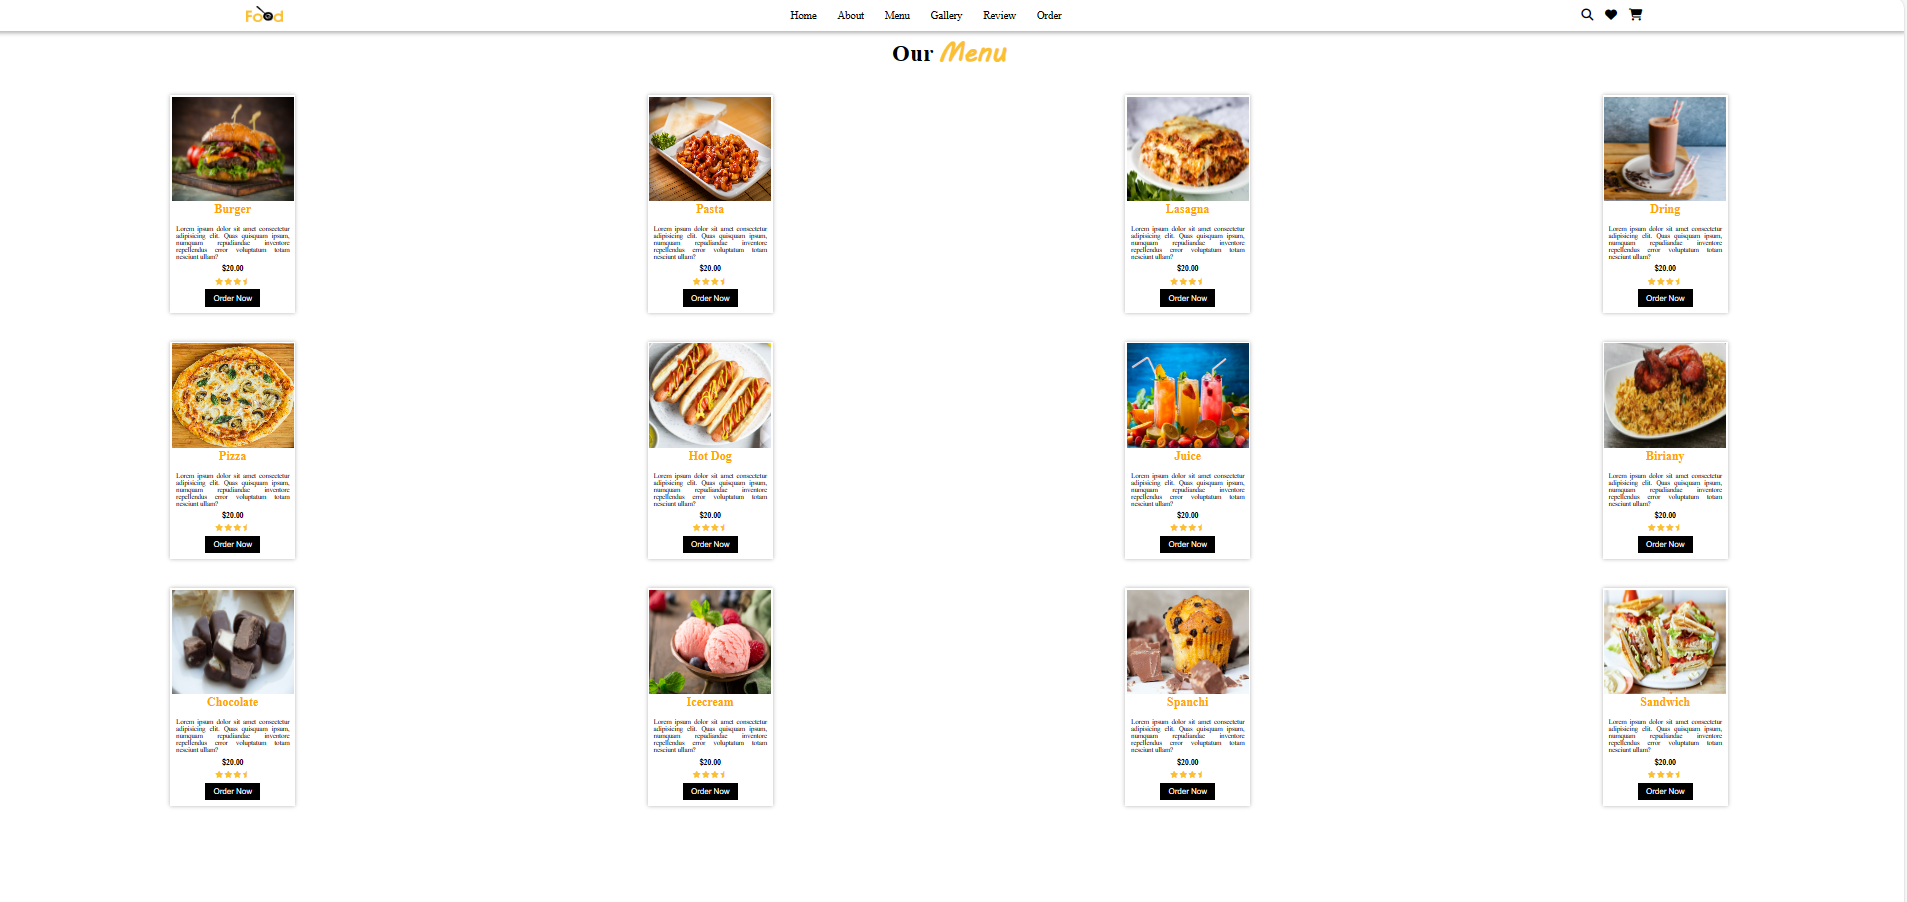 Food
Home About Menu Gallery Review Order
Our Menu
Burger
Lorem ipsum dolor sit amet consectetur
adipisicing elit. Quas quisquam ipsum,
numquam repudiandae inventore
repellendus error voluptatum totam
nesciunt ullam?
$20.00
Order Now
Pasta
Lorem ipsum dolor sit amet consectetur
adipisicing elit. Quas quisquam ipsum,
numquam repudiandae inventore
repellendus error voluptatum totam
nesciunt ullam?
$20.00
Order Now
Lasagna
Lorem ipsum dolor sit amet consectetur
adipisicing elit. Quas quisquam ipsum,
numquam repudiandae inventore
repellendus error voluptatum totam
nesciunt ullam?
$20.00
Order Now
Dring
Lorem ipsum dolor sit amet consectetur
adipisicing elit. Quas quisquam ipsum,
numquam repudiandae inventore
repellendus error voluptatum totam
nesciunt ullam?
$20.00
Order Now
Pizza
Lorem ipsum dolor sit amet consectetur
adipisicing elit. Quas quisquam ipsum,
numquam repudiandae inventore
repellendus error voluptatum totam
nesciunt ullam?
$20.00
Order Now
Hot Dog
Lorem ipsum dolor sit amet consectetur
adipisicing elit. Quas quisquam ipsum,
numquam repudiandae inventore
repellendus error voluptatum totam
nesciunt ullam?
$20.00
Order Now
Juice
Lorem ipsum dolor sit amet consectetur
adipisicing elit. Quas quisquam ipsum,
numquam repudiandae inventore
repellendus error voluptatum totam
nesciunt ullam?
$20.00
Order Now
Biriany
Lorem ipsum dolor sit amet consectetur
adipisicing elit. Quas quisquam ipsum,
numquam repudiandae inventore
repellendus error voluptatum totam
nesciunt ullam?
$20.00
Order Now
Chocolate
Lorem ipsum dolor sit amet consectetur
adipisicing elit. Quas quisquam ipsum,
numquam repudiandae inventore
repellendus error voluptatum totam
nesciunt ullam?
$20.00
Order Now
Icecream
Lorem ipsum dolor sit amet consectetur
adipisicing elit. Quas quisquam ipsum,
numquam repudiandae inventore
repellendus error voluptatum totam
nesciunt ullam?
$20.00
Order Now
Spanchi
Lorem ipsum dolor sit amet consectetur
adipisicing elit. Quas quisquam ipsum,
numquam repudiandae inventore
repellendus error voluptatum totam
nesciunt ullam?
$20.00
Order Now
Sandwich
Lorem ipsum dolor sit amet consectetur
adipisicing elit. Quas quisquam ipsum,
numquam repudiandae inventore
repellendus error voluptatum totam
nesciunt ullam?
$20.00
Order Now